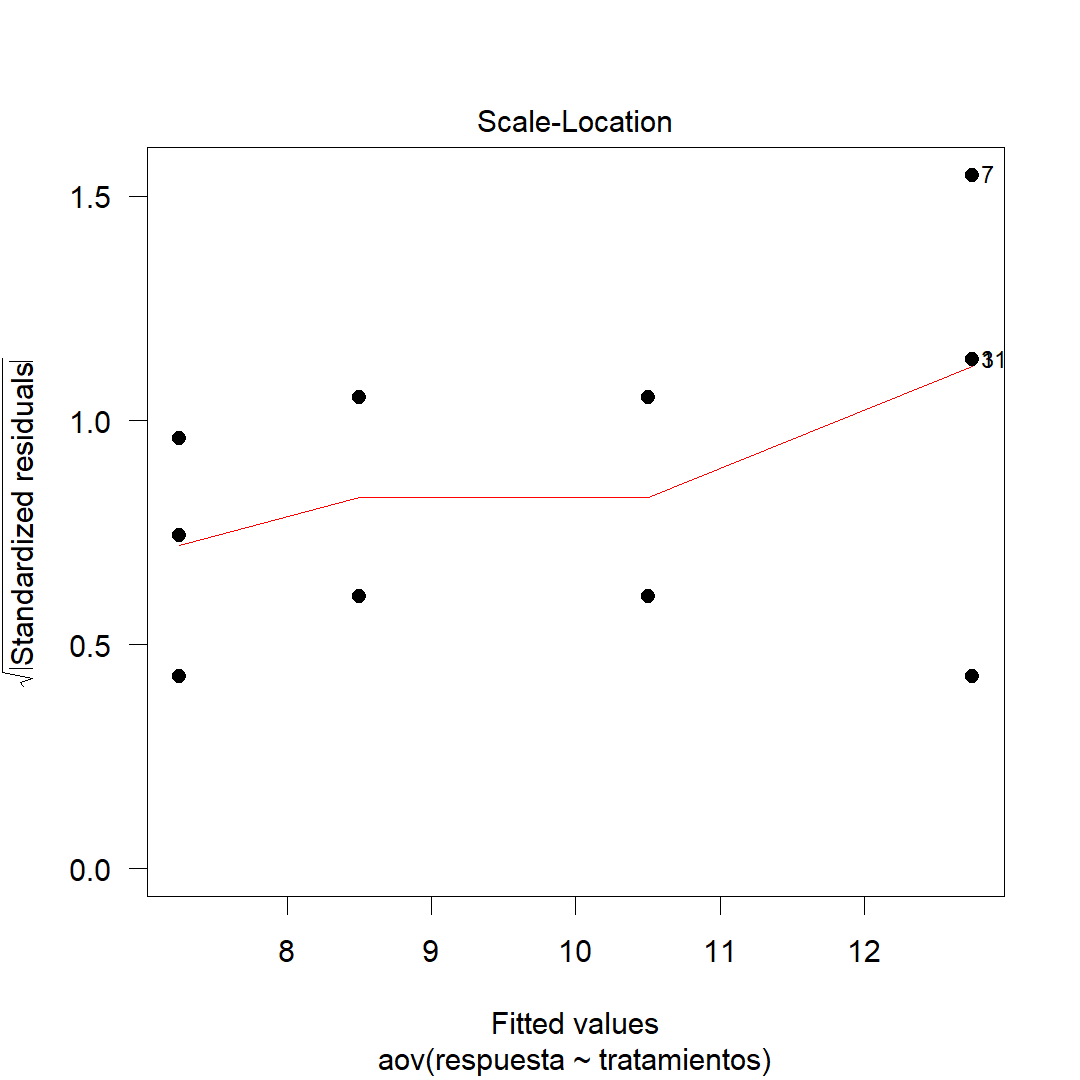 Scale-Location
1.5
1.0
0.5
0.0
√|Standardized residuals|
7
8
9
10
11
12
Fitted values
aov(respuesta ~ tratamientos)